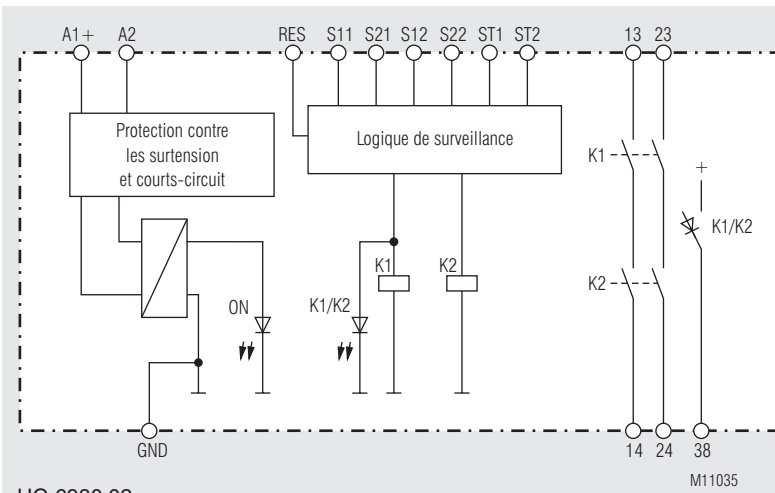 A1+ A2 RES S11 S21 S12 S22 ST1 ST2 13 23
Protection contre
les surtension
et courts-circuit
Logique de surveillance
K1
+
K1/K2
K1 K2
K2
ON K1/K2
GND 14 24 38
M11035